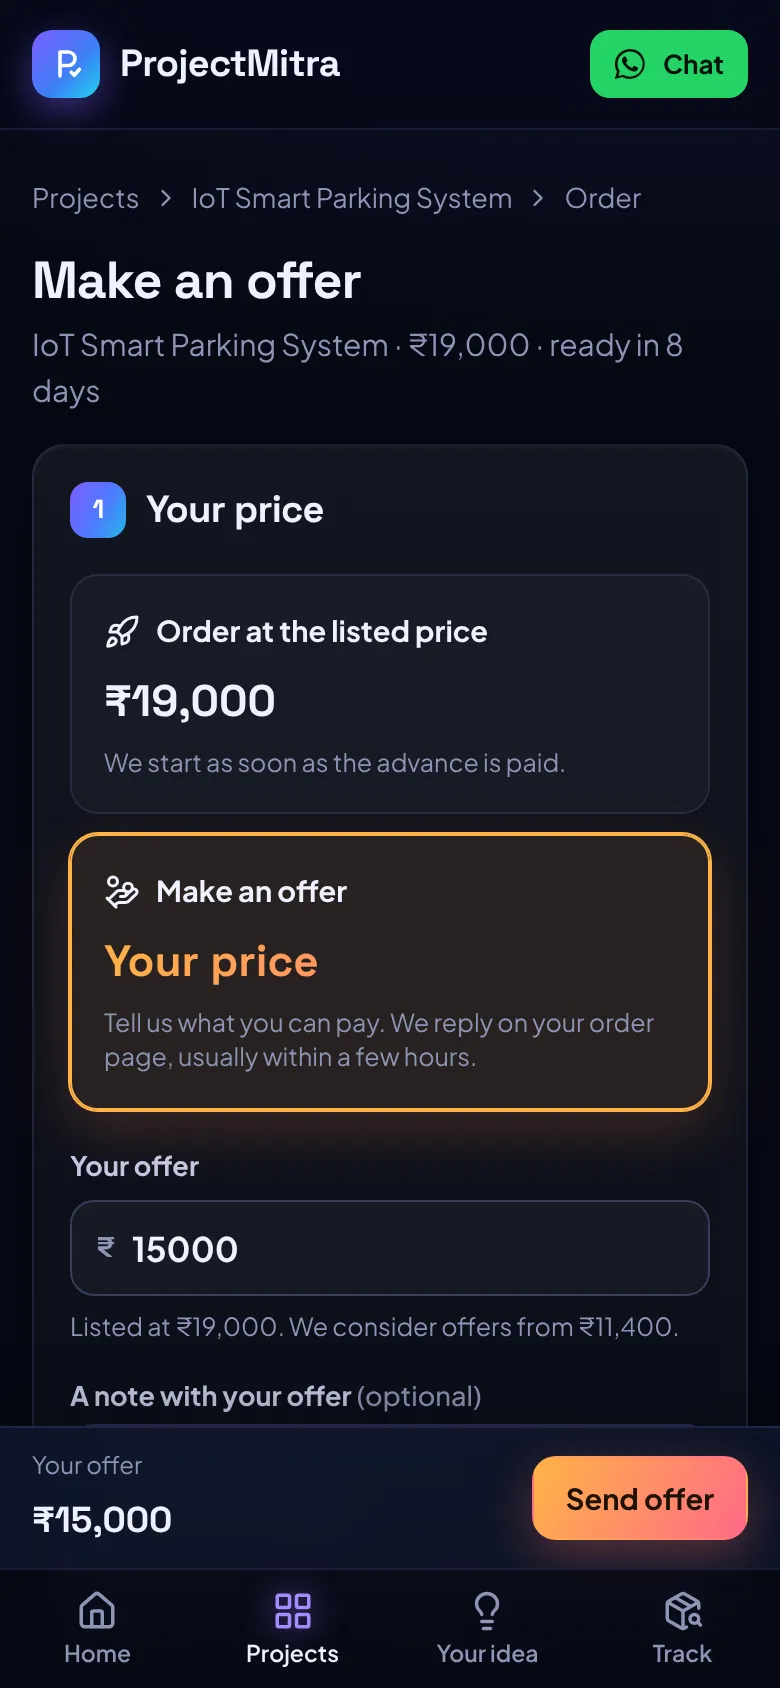 ProjectMitra
Chat
Projects > IoT Smart Parking System > Order
Make an offer
IoT Smart Parking System · ₹19,000 · ready in 8
days
1 Your price
Order at the listed price
₹19,000
We start as soon as the advance is paid.
Make an offer
Your price
Tell us what you can pay. We reply on your order
page, usually within a few hours.
Your offer
₹ 15000
Listed at ₹19,000. We consider offers from ₹11,400.
A note with your offer (optional)
Your offer
₹15,000
Send offer
Home
Projects
Your idea
Track